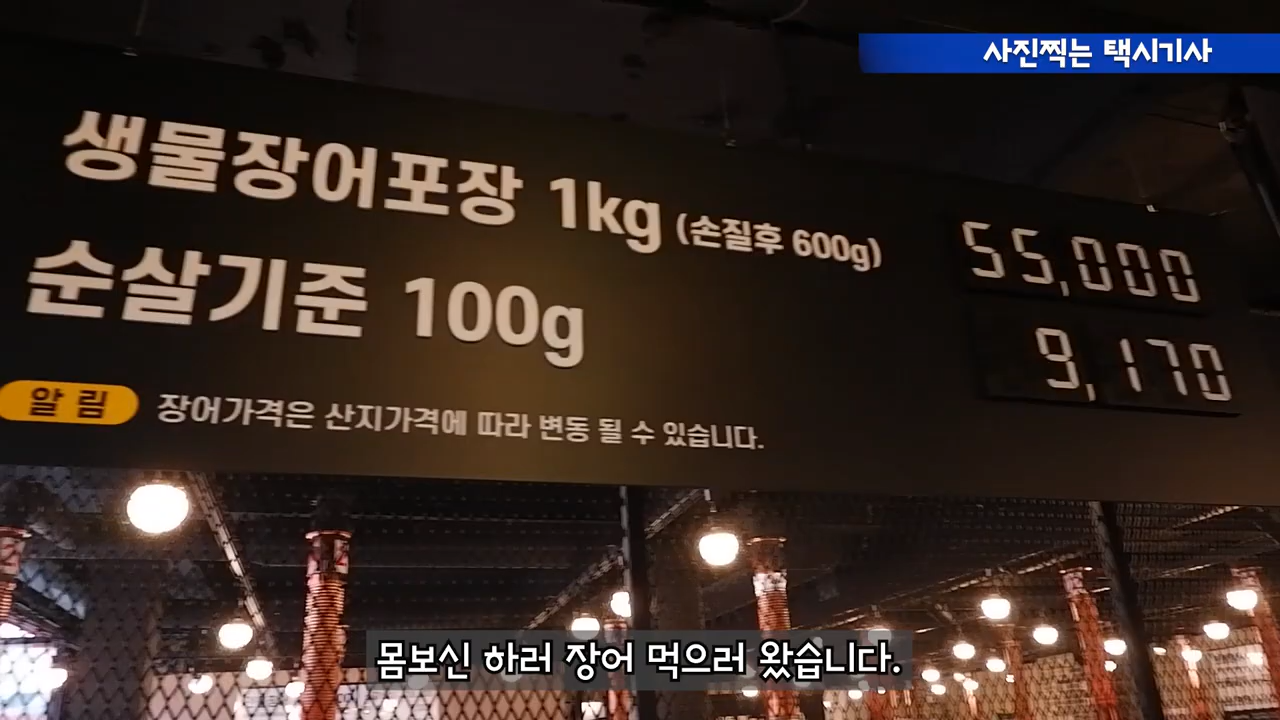 사진찍는 택시기사
생물장어포장 1kg (손질후 600g) 55,000
순살기준 100g 9,170
알림 장어가격은 산지가격에 따라 변동 될 수 있습니다.
몸보신 하러 장어 먹으러 왔습니다.